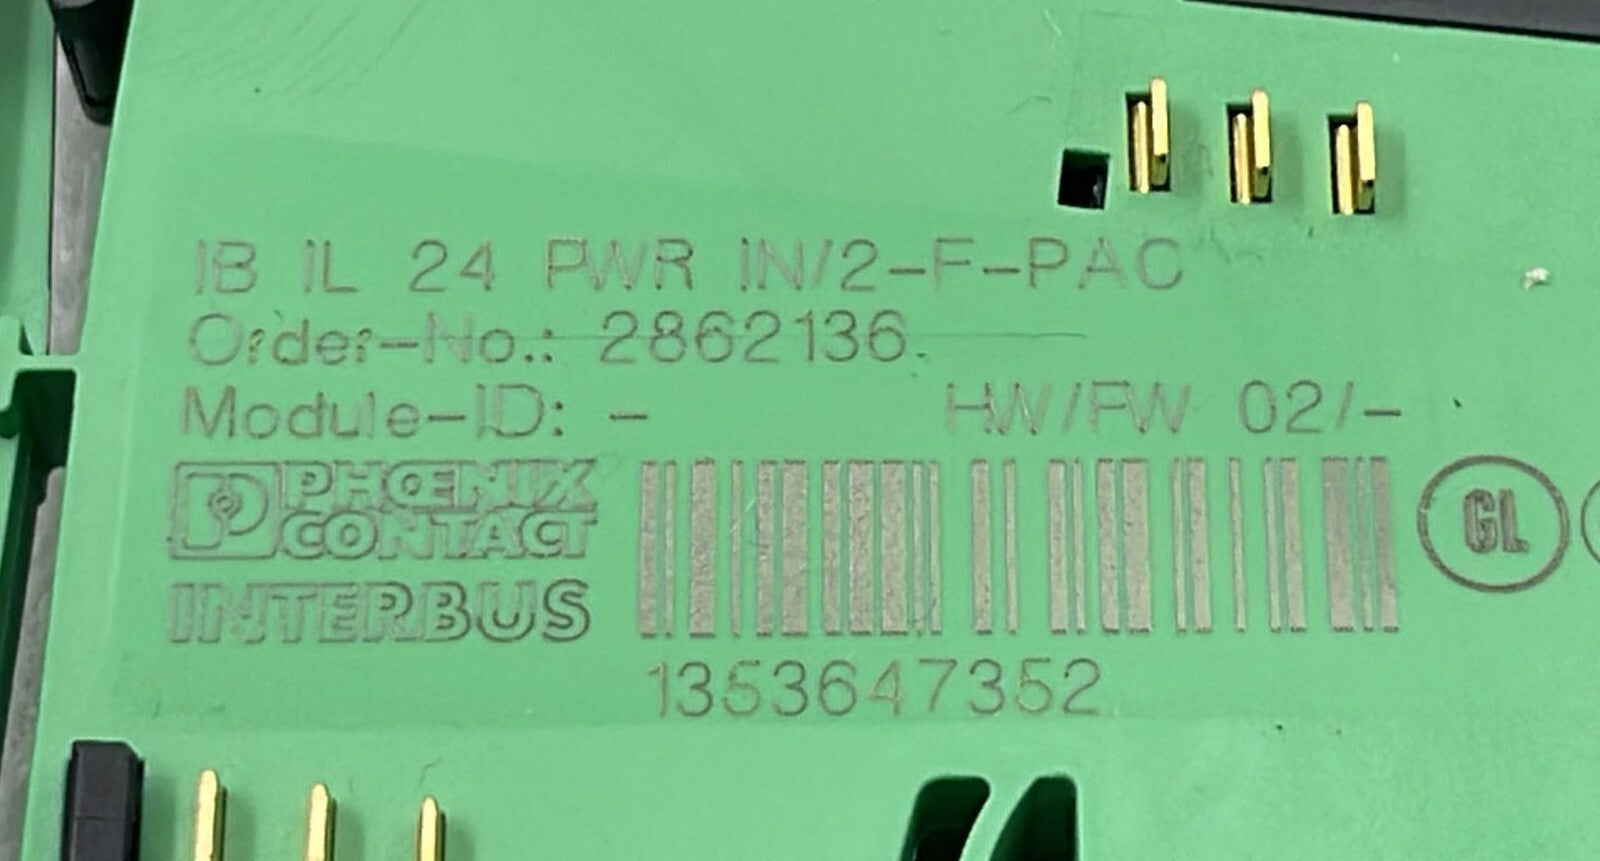 IB IL 24 PWR IN/2-F-PAC
Order-No.: 2862136
Module-ID: - HW/FW 02/-
PHŒNIX
CONTACT
INTERBUS
GL
1353647352